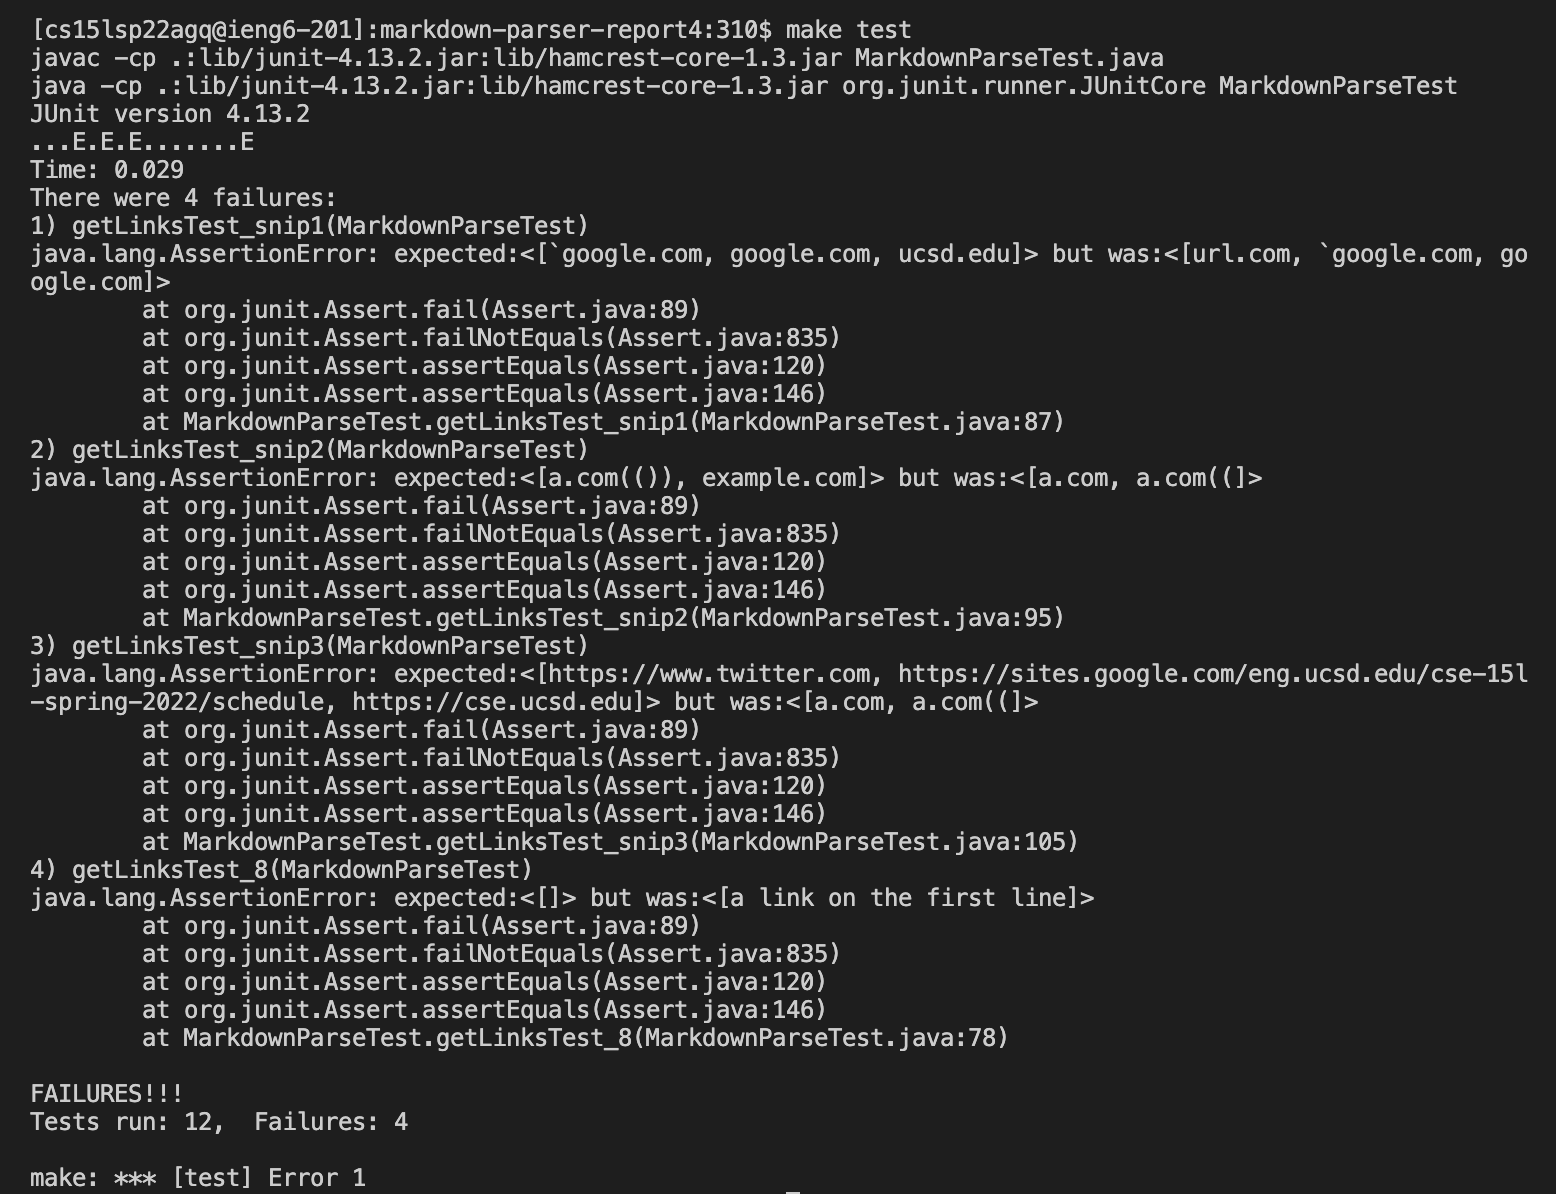 [cs15lsp22agq@ieng6-201]:markdown-parser-report4:310$ make test
javac -cp .:lib/junit-4.13.2.jar:lib/hamcrest-core-1.3.jar MarkdownParseTest.java
java -cp .:lib/junit-4.13.2.jar:lib/hamcrest-core-1.3.jar org.junit.runner.JUnitCore MarkdownParseTest
JUnit version 4.13.2
...E.E.E.......E
Time: 0.029
There were 4 failures:
1) getLinksTest_snip1(MarkdownParseTest)
java.lang.AssertionError: expected:<[`google.com, google.com, ucsd.edu]> but was:<[url.com, `google.com, go
ogle.com]>
        at org.junit.Assert.fail(Assert.java:89)
        at org.junit.Assert.failNotEquals(Assert.java:835)
        at org.junit.Assert.assertEquals(Assert.java:120)
        at org.junit.Assert.assertEquals(Assert.java:146)
        at MarkdownParseTest.getLinksTest_snip1(MarkdownParseTest.java:87)
2) getLinksTest_snip2(MarkdownParseTest)
java.lang.AssertionError: expected:<[a.com(()), example.com]> but was:<[a.com, a.com((]>
        at org.junit.Assert.fail(Assert.java:89)
        at org.junit.Assert.failNotEquals(Assert.java:835)
        at org.junit.Assert.assertEquals(Assert.java:120)
        at org.junit.Assert.assertEquals(Assert.java:146)
        at MarkdownParseTest.getLinksTest_snip2(MarkdownParseTest.java:95)
3) getLinksTest_snip3(MarkdownParseTest)
java.lang.AssertionError: expected:<[https://www.twitter.com, https://sites.google.com/eng.ucsd.edu/cse-15l
-spring-2022/schedule, https://cse.ucsd.edu]> but was:<[a.com, a.com((]>
        at org.junit.Assert.fail(Assert.java:89)
        at org.junit.Assert.failNotEquals(Assert.java:835)
        at org.junit.Assert.assertEquals(Assert.java:120)
        at org.junit.Assert.assertEquals(Assert.java:146)
        at MarkdownParseTest.getLinksTest_snip3(MarkdownParseTest.java:105)
4) getLinksTest_8(MarkdownParseTest)
java.lang.AssertionError: expected:<[]> but was:<[a link on the first line]>
        at org.junit.Assert.fail(Assert.java:89)
        at org.junit.Assert.failNotEquals(Assert.java:835)
        at org.junit.Assert.assertEquals(Assert.java:120)
        at org.junit.Assert.assertEquals(Assert.java:146)
        at MarkdownParseTest.getLinksTest_8(MarkdownParseTest.java:78)

FAILURES!!!
Tests run: 12,  Failures: 4

make: *** [test] Error 1